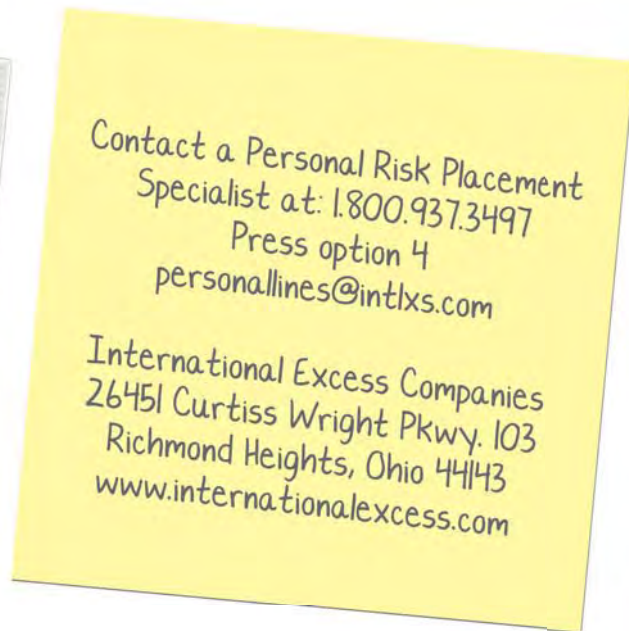 Contact a Personal Risk Placement
Specialist at: 1.800.937.3497
Press option 4
personallines@intlxs.com
International Excess Companies
26451 Curtiss Wright Pkwy. 103
Richmond Heights, Ohio 44143
www.internationalexcess.com